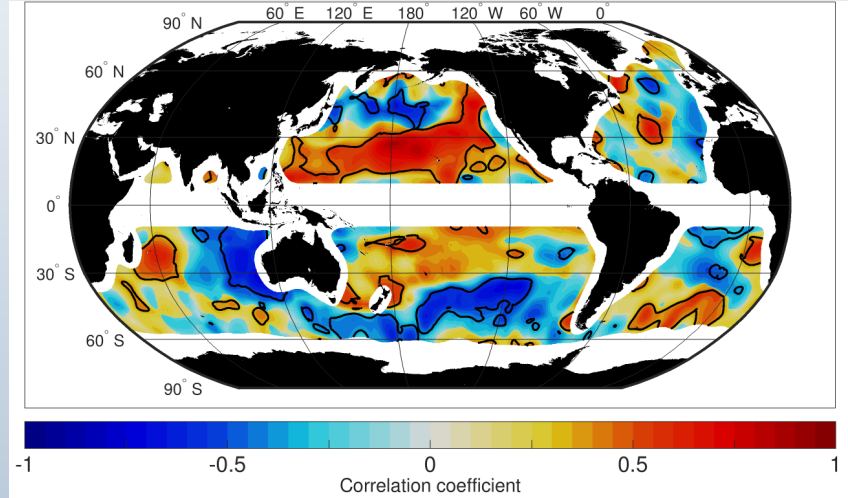 60° E 120° E 180° 120° W 60° W 0°
90° N
60° N
30° N
0°
30° S
60° S
90° S
-1 -0.5 0 0.5 1
Correlation coefficient